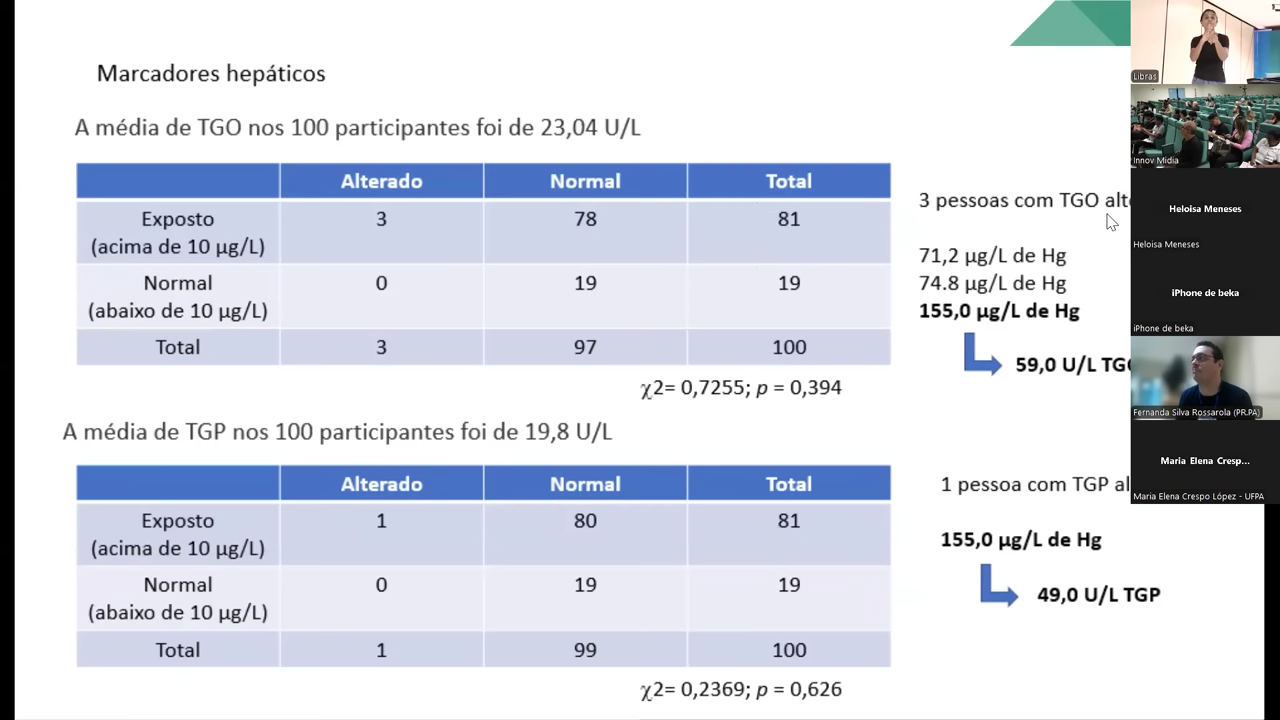 Marcadores hepáticos
A média de TGO nos 100 participantes foi de 23,04 U/L
Alterado Normal Total
Exposto 3 78 81
(acima de 10 µg/L)
Normal 0 19 19
(abaixo de 10 µg/L)
Total 3 97 100
χ2= 0,7255; p = 0,394
3 pessoas com TGO
71,2 µg/L de Hg
74.8 µg/L de Hg
155,0 µg/L de Hg
59,0 U/L
A média de TGP nos 100 participantes foi de 19,8 U/L
Alterado Normal Total
Exposto 1 80 81
(acima de 10 µg/L)
Normal 0 19 19
(abaixo de 10 µg/L)
Total 1 99 100
χ2= 0,2369; p = 0,626
1 pessoa com TGP
155,0 µg/L de Hg
49,0 U/L TGP
Libras
Innov Midia
Heloisa Meneses
Heloisa Meneses
iPhone de beka
iPhone de beka
Fernanda Silva Rossarola (PR.PA)
Maria Elena Cresp...
Maria Elena Crespo López - UFPA